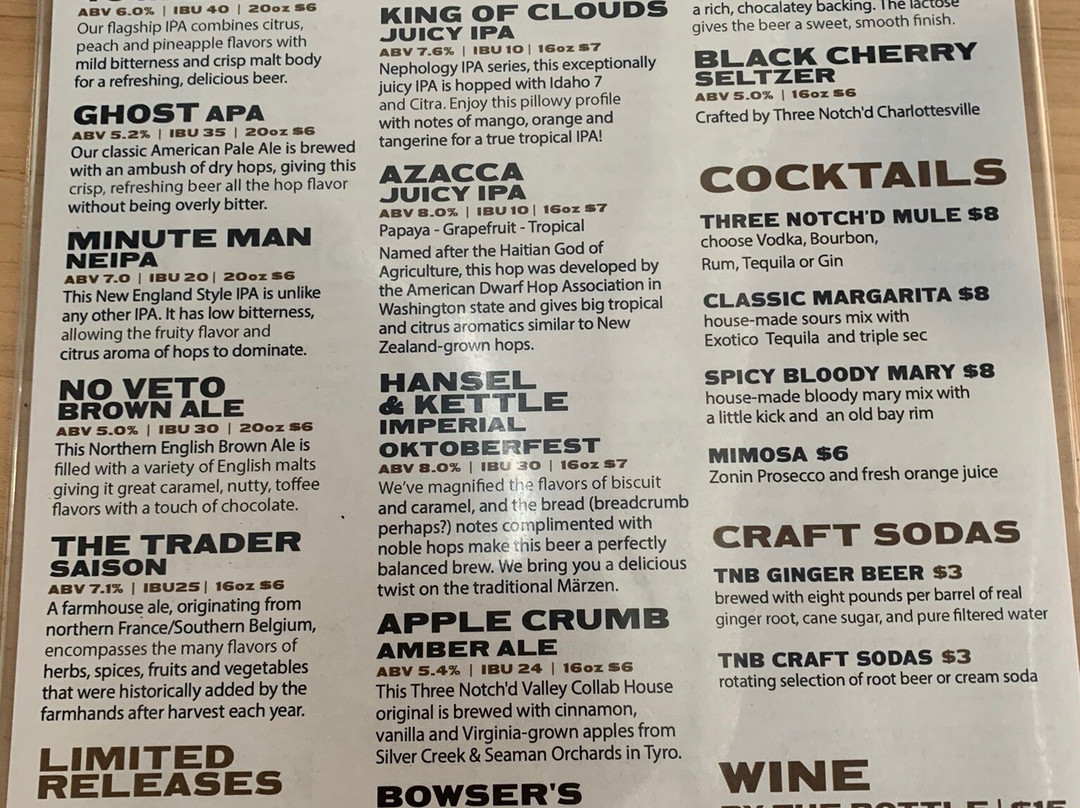 ABV 6.0% | IBU 40 | 20oz $6
Our flagship IPA combines citrus,
peach and pineapple flavors with
mild bitterness and crisp malt body
for a refreshing, delicious beer.
GHOST APA
ABV 5.2% | IBU 35 | 20oz $6
Our classic American Pale Ale is brewed
with an ambush of dry hops, giving this
crisp, refreshing beer all the hop flavor
without being overly bitter.
MINUTE MAN
NEIPA
ABV 7.0 | IBU 20| 20oz $6
This New England Style IPA is unlike
any other IPA. It has low bitterness,
allowing the fruity flavor and
citrus aroma of hops to dominate.
NO VETO
BROWN ALE
ABV 5.0% | IBU 30 | 20oz $6
This Northern English Brown Ale is
filled with a variety of English malts
giving it great caramel, nutty, toffee
flavors with a touch of chocolate.
THE TRADER
SAISON
ABV 7.1% | IBU25| 16oz $6
A farmhouse ale, originating from
northern France/Southern Belgium,
encompasses the many flavors of
herbs, spices, fruits and vegetables
that were historically added by the
farmhands after harvest each year.
LIMITED
RELEASES
KING OF CLOUDS
JUICY IPA
ABV 7.6% | IBU 10 | 16oz $7
Nephology IPA series, this exceptionally
juicy IPA is hopped with Idaho 7
and Citra. Enjoy this pillowy profile
with notes of mango, orange and
tangerine for a true tropical IPA!
AZACCA
JUICY IPA
ABV 8.0% | IBU 10 | 16oz $7
Papaya - Grapefruit - Tropical
Named after the Haitian God of
Agriculture, this hop was developed by
the American Dwarf Hop Association in
Washington state and gives big tropical
and citrus aromatics similar to New
Zealand-grown hops.
HANSEL
& KETTLE
IMPERIAL
OKTOBERFEST
ABV 8.0% | IBU 30 | 16oz $7
We've magnified the flavors of biscuit
and caramel, and the bread (breadcrumb
perhaps?) notes complimented with
noble hops make this beer a perfectly
balanced brew. We bring you a delicious
twist on the traditional Märzen.
APPLE CRUMB
AMBER ALE
ABV 5.4% | IBU 24 | 16oz $6
This Three Notch'd Valley Collab House
original is brewed with cinnamon,
vanilla and Virginia-grown apples from
Silver Creek & Seaman Orchards in Tyro.
BOWSER'S
a rich, chocalatey backing. The lactose
gives the beer a sweet, smooth finish.
BLACK CHERRY
SELTZER
ABV 5.0% | 16oz $6
Crafted by Three Notch'd Charlottesville
COCKTAILS
THREE NOTCH'D MULE $8
choose Vodka, Bourbon,
Rum, Tequila or Gin
CLASSIC MARGARITA $8
house-made sours mix with
Exotico Tequila and triple sec
SPICY BLOODY MARY $8
house-made bloody mary mix with
a little kick and an old bay rim
MIMOSA $6
Zonin Prosecco and fresh orange juice
CRAFT SODAS
TNB GINGER BEER $3
brewed with eight pounds per barrel of real
ginger root, cane sugar, and pure filtered water
TNB CRAFT SODAS $3
rotating selection of root beer or cream soda
WINE
BY THE BOTTLE | $15